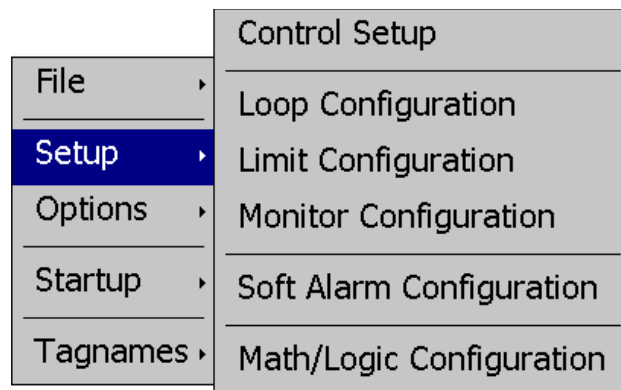 File
Setup
Options
Startup
Tagnames
Control Setup
Loop Configuration
Limit Configuration
Monitor Configuration
Soft Alarm Configuration
Math/Logic Configuration